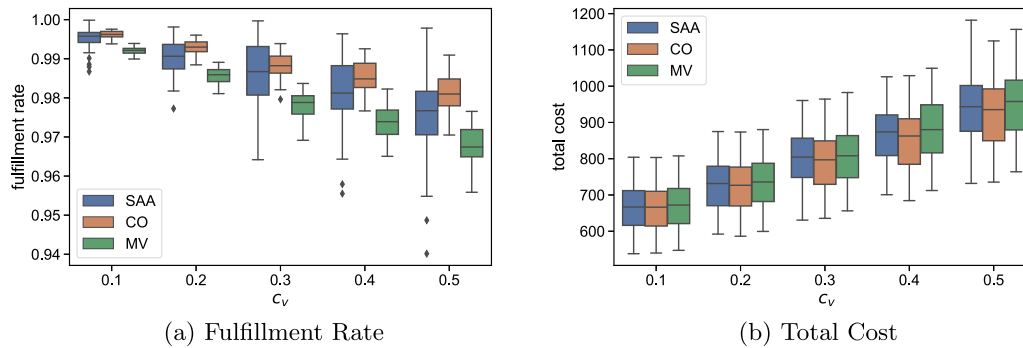 1.00
0.99
0.98
0.97
0.96
0.95
0.94
fulfillment rate
SAA
CO
MV
0.1 0.2 0.3 0.4 0.5
c_v
(a) Fulfillment Rate
1200
1100
1000
900
800
700
600
total cost
SAA
CO
MV
0.1 0.2 0.3 0.4 0.5
c_v
(b) Total Cost